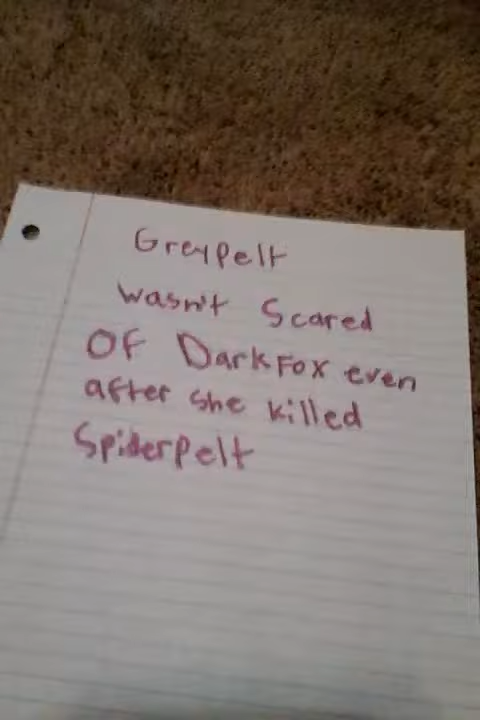 Greypelt
wasn't Scared
OF DarkFox even
after she killed
Spiderpelt